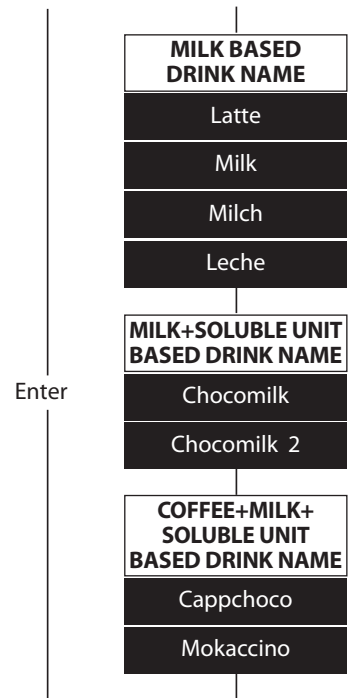 MILK BASED
DRINK NAME
Latte
Milk
Milch
Leche
MILK+SOLUBLE UNIT
BASED DRINK NAME
Enter
Chocomilk
Chocomilk 2
COFFEE+MILK+
SOLUBLE UNIT
BASED DRINK NAME
Cappchoco
Mokaccino